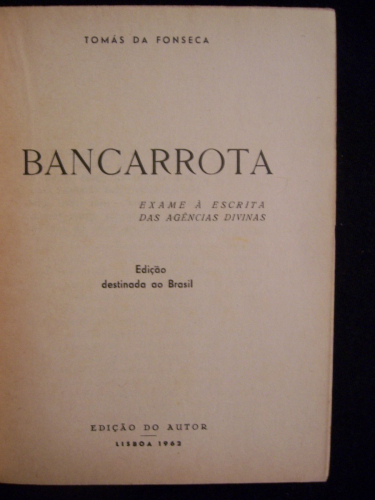 TOMÁS DA FONSECA
BANCARROTA
EXAME À ESCRITA
DAS AGÊNCIAS DIVINAS
Edição
destinada ao Brasil
EDIÇÃO DO AUTOR
LISBOA 1962